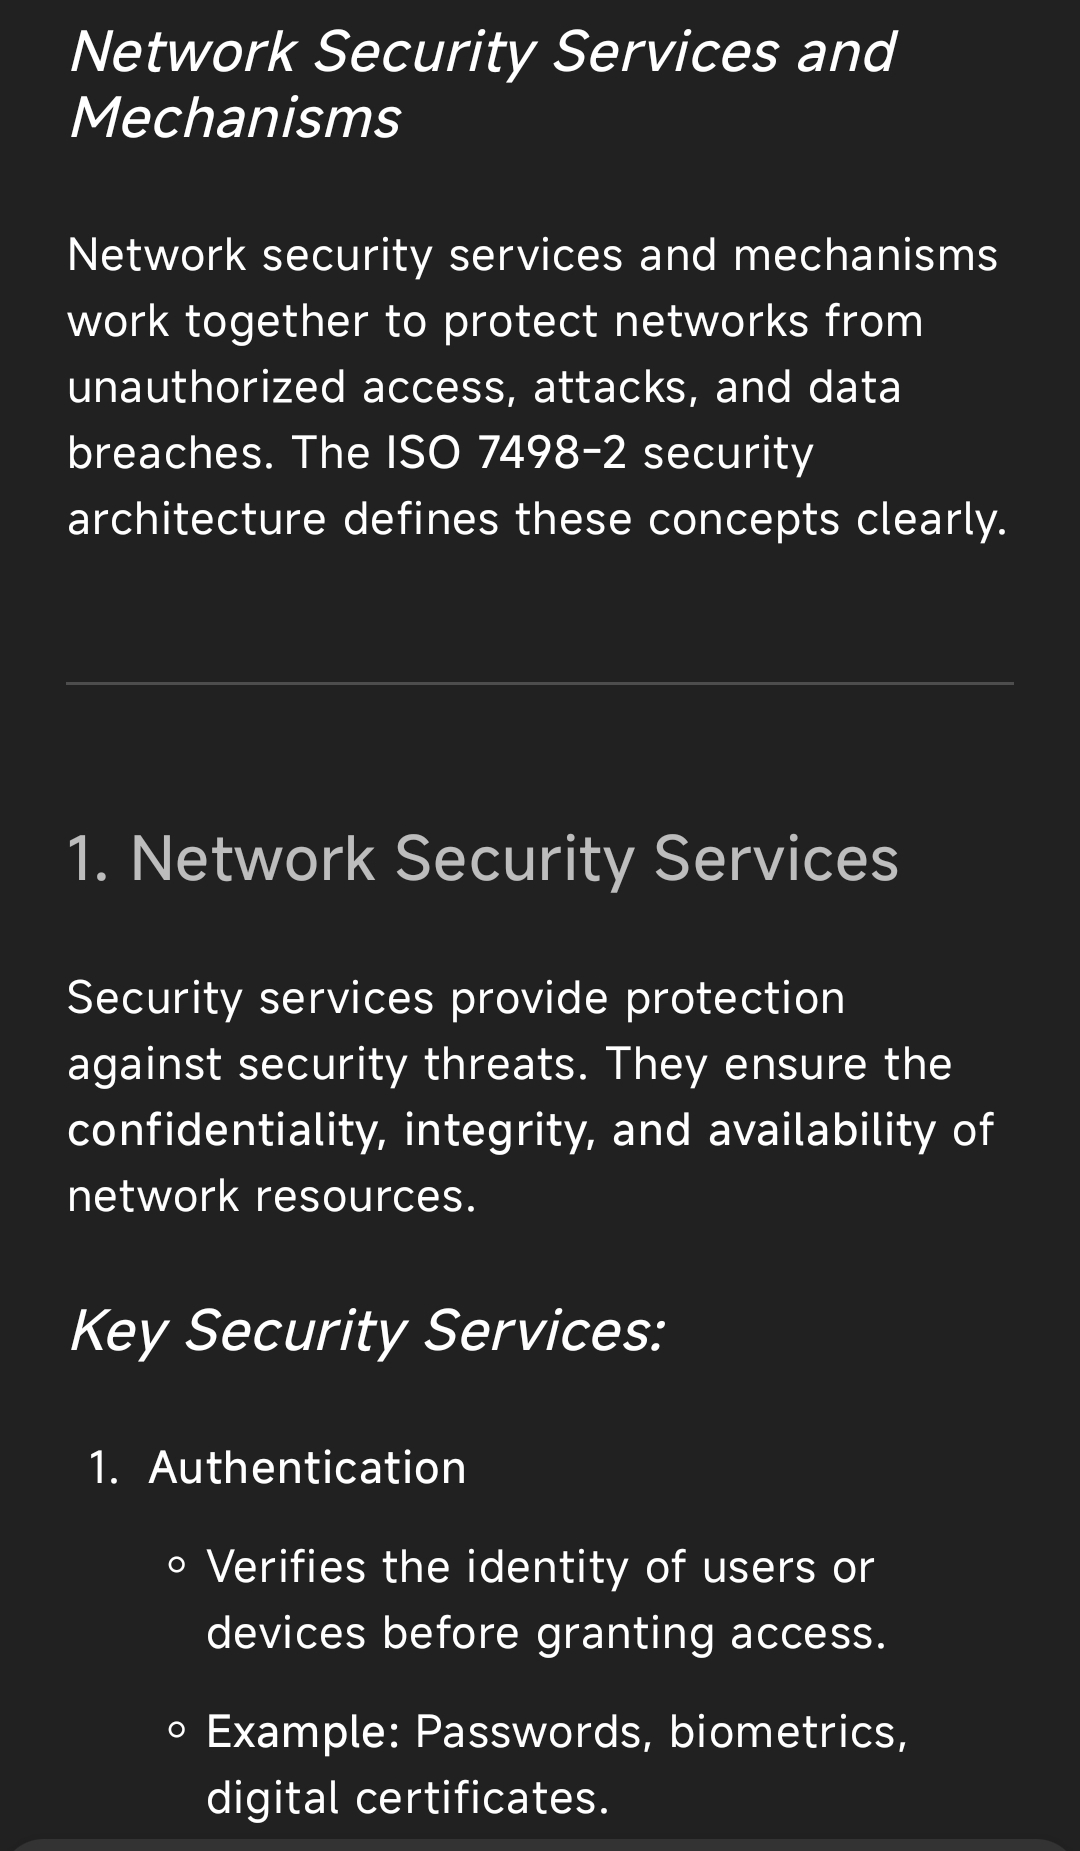 Network Security Services and
Mechanisms
Network security services and mechanisms
work together to protect networks from
unauthorized access, attacks, and data
breaches. The ISO 7498-2 security
architecture defines these concepts clearly.
1. Network Security Services
Security services provide protection
against security threats. They ensure the
confidentiality, integrity, and availability of
network resources.
Key Security Services:
1. Authentication
◦ Verifies the identity of users or
devices before granting access.
◦ Example: Passwords, biometrics,
digital certificates.